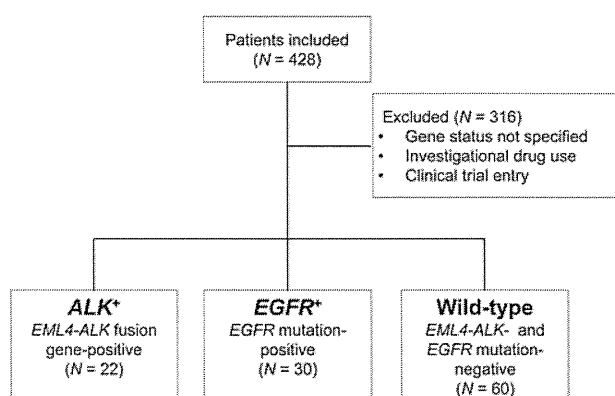 Patients included
(N = 428)
Excluded (N = 316)
• Gene status not specified
• Investigational drug use
• Clinical trial entry
ALK+
EML4-ALK fusion
gene-positive
(N = 22)
EGFR+
EGFR mutation-
positive
(N = 30)
Wild-type
EML4-ALK- and
EGFR mutation-
negative
(N = 60)